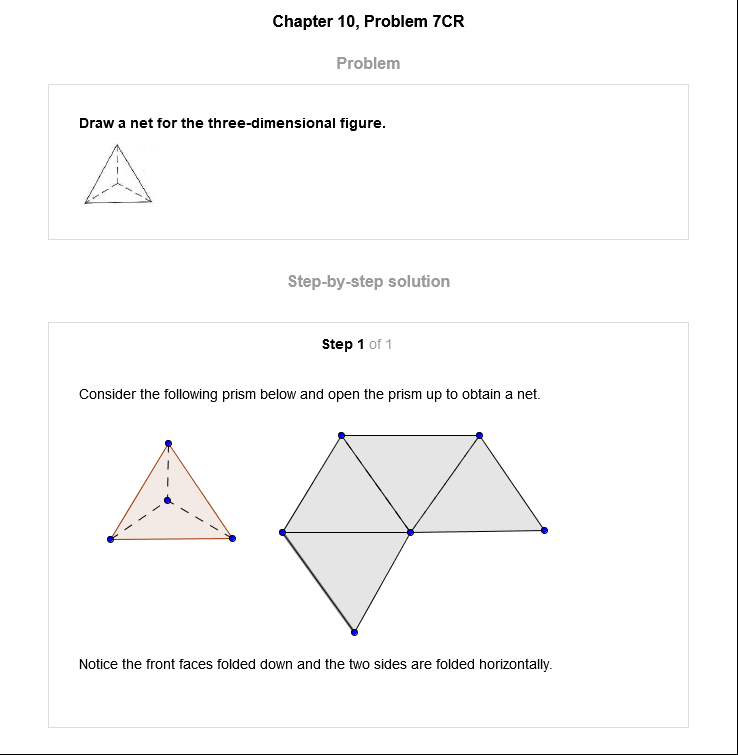 Chapter 10, Problem 7CR
Problem
Draw a net for the three-dimensional figure.
Step-by-step solution
Step 1 of 1
Consider the following prism below and open the prism up to obtain a net.
Notice the front faces folded down and the two sides are folded horizontally.